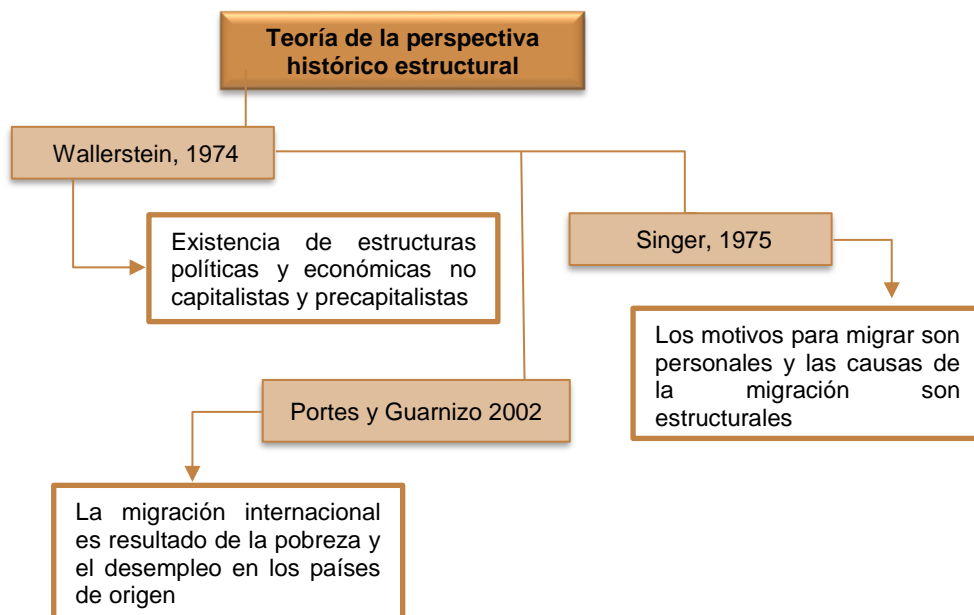 Teoría de la perspectiva
histórico estructural
Wallerstein, 1974
Existencia de estructuras
políticas y económicas no
capitalistas y precapitalistas
Singer, 1975
Los motivos para migrar son
personales y las causas de
la migración son
estructurales
Portes y Guarnizo 2002
La migración internacional
es resultado de la pobreza y
el desempleo en los países
de origen